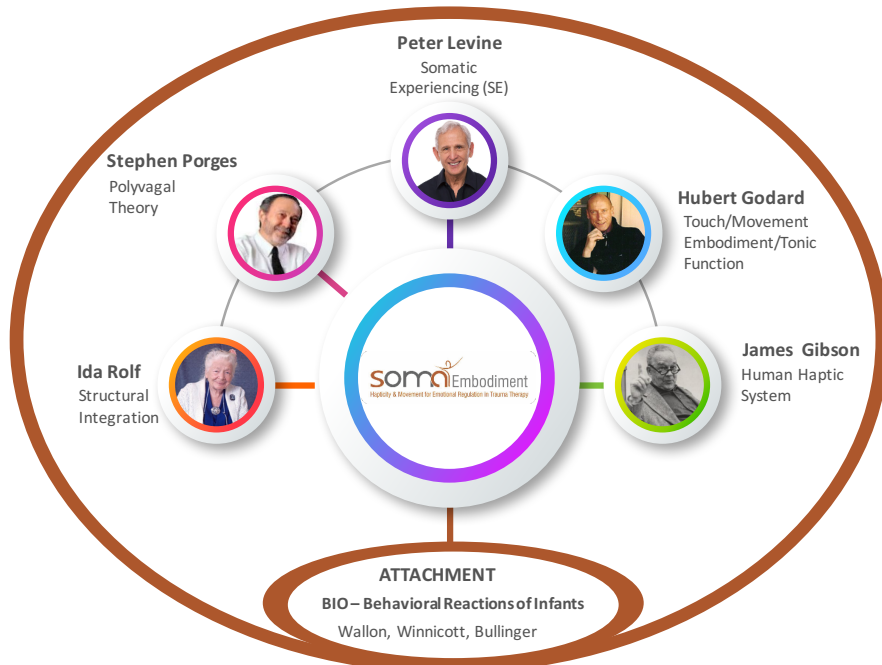 Peter Levine
Somatic
Experiencing (SE)
Stephen Porges
Polyvagal
Theory
Hubert Godard
Touch/Movement
Embodiment/Tonic
Function
Ida Rolf
Structural
Integration
James Gibson
Human Haptic
System
soma Embodiment
Hapticity & Movement for Emotional Regulation in Trauma Therapy
ATTACHMENT
BIO – Behavioral Reactions of Infants
Wallon, Winnicott, Bullinger